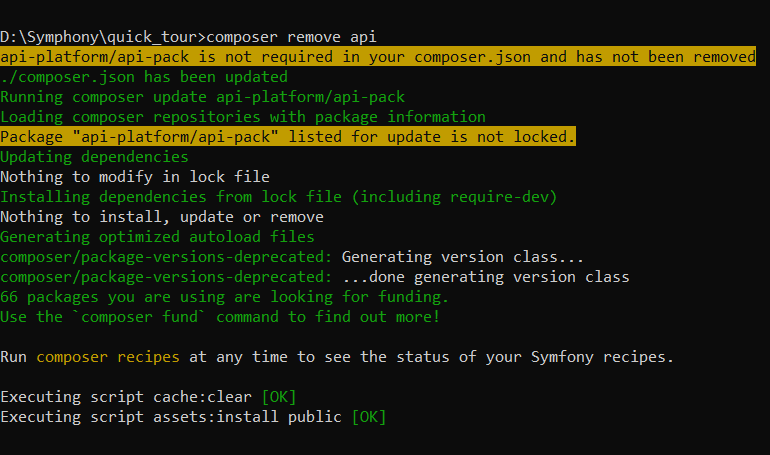 D:\Symphony\quick_tour>composer remove api
api-platform/api-pack is not required in your composer.json and has not been removed
./composer.json has been updated
Running composer update api-platform/api-pack
Loading composer repositories with package information
Package "api-platform/api-pack" listed for update is not locked.
Updating dependencies
Nothing to modify in lock file
Installing dependencies from lock file (including require-dev)
Nothing to install, update or remove
Generating optimized autoload files
composer/package-versions-deprecated: Generating version class...
composer/package-versions-deprecated: ...done generating version class
66 packages you are using are looking for funding.
Use the `composer fund` command to find out more!
Run composer recipes at any time to see the status of your Symfony recipes.
Executing script cache:clear [OK]
Executing script assets:install public [OK]